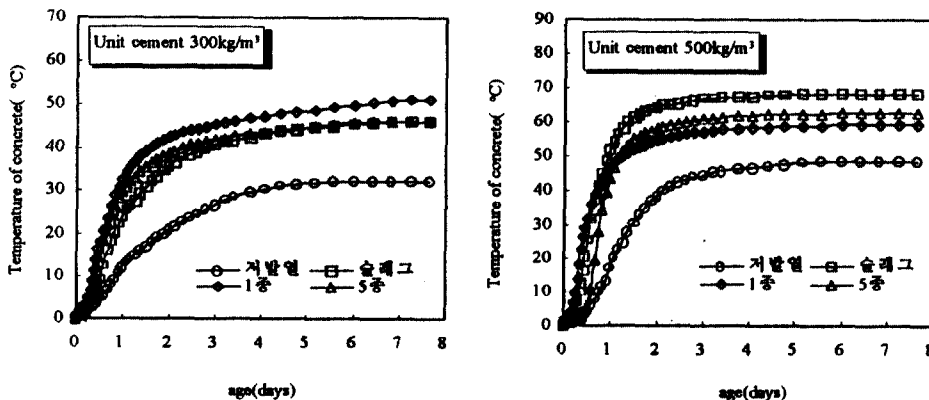 Unit cement 300kg/m³
Temperature of concrete( °C)
70
60
50
40
30
20
10
0
저발열
슬래그
1종
5종
0 1 2 3 4 5 6 7 8
age(days)
Unit cement 500kg/m³
Temperature of concrete( °C)
90
80
70
60
50
40
30
20
10
0
저발열
슬래그
1종
5종
0 1 2 3 4 5 6 7 8
age(days)